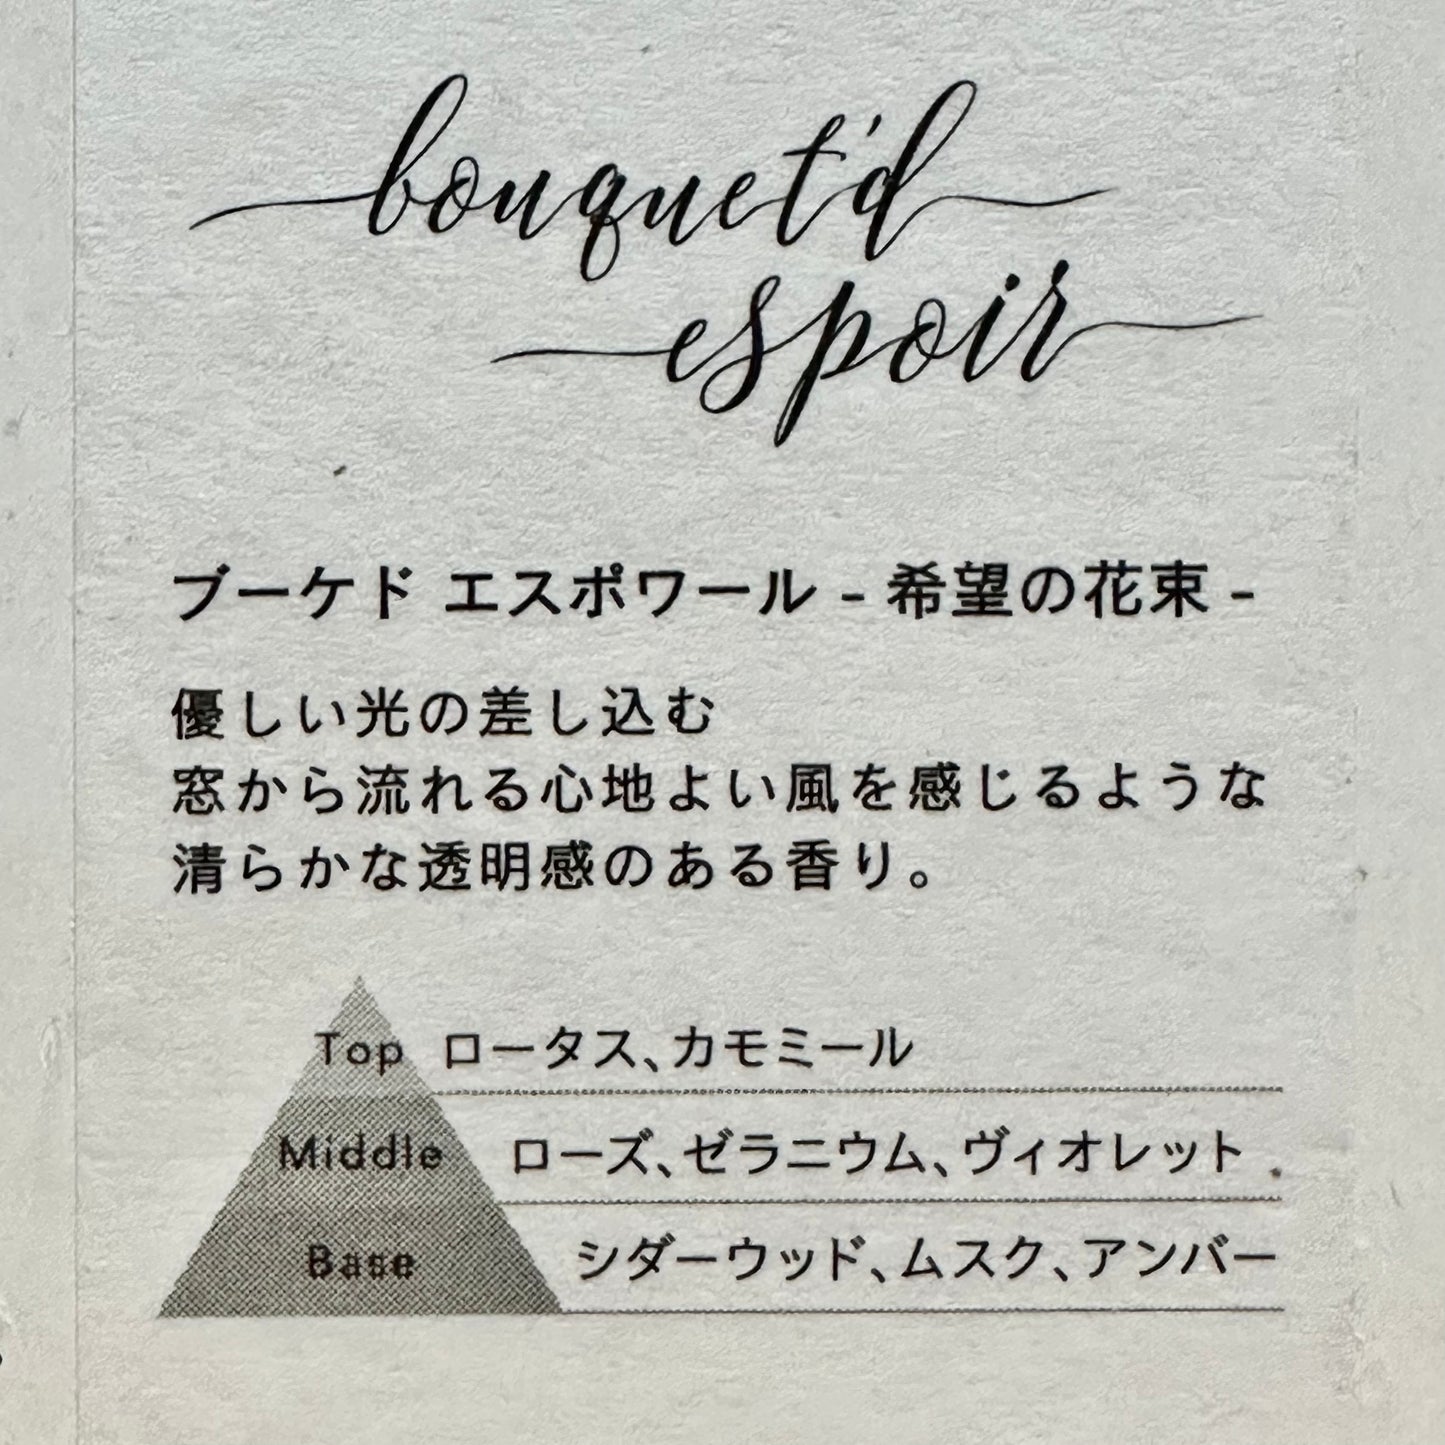 bouquet'd
espoir
ブーケド エスポワール - 希望の花束 -
優しい光の差し込む
窓から流れる心地よい風を感じるような
清らかな透明感のある香り。
Top ロータス、カモミール
Middle ローズ、ゼラニウム、ヴィオレット
Base シダーウッド、ムスク、アンバー